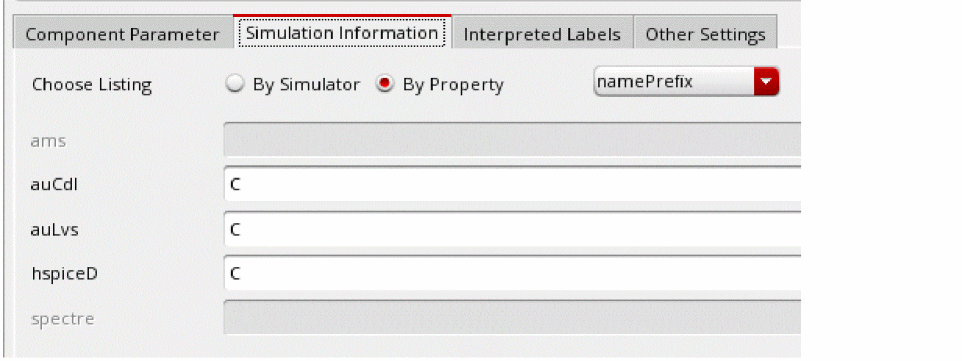 Component Parameter Simulation Information Interpreted Labels Other Settings
Choose Listing By Simulator By Property namePrefix
ams
auCdl C
auLvs C
hspiceD C
spectre